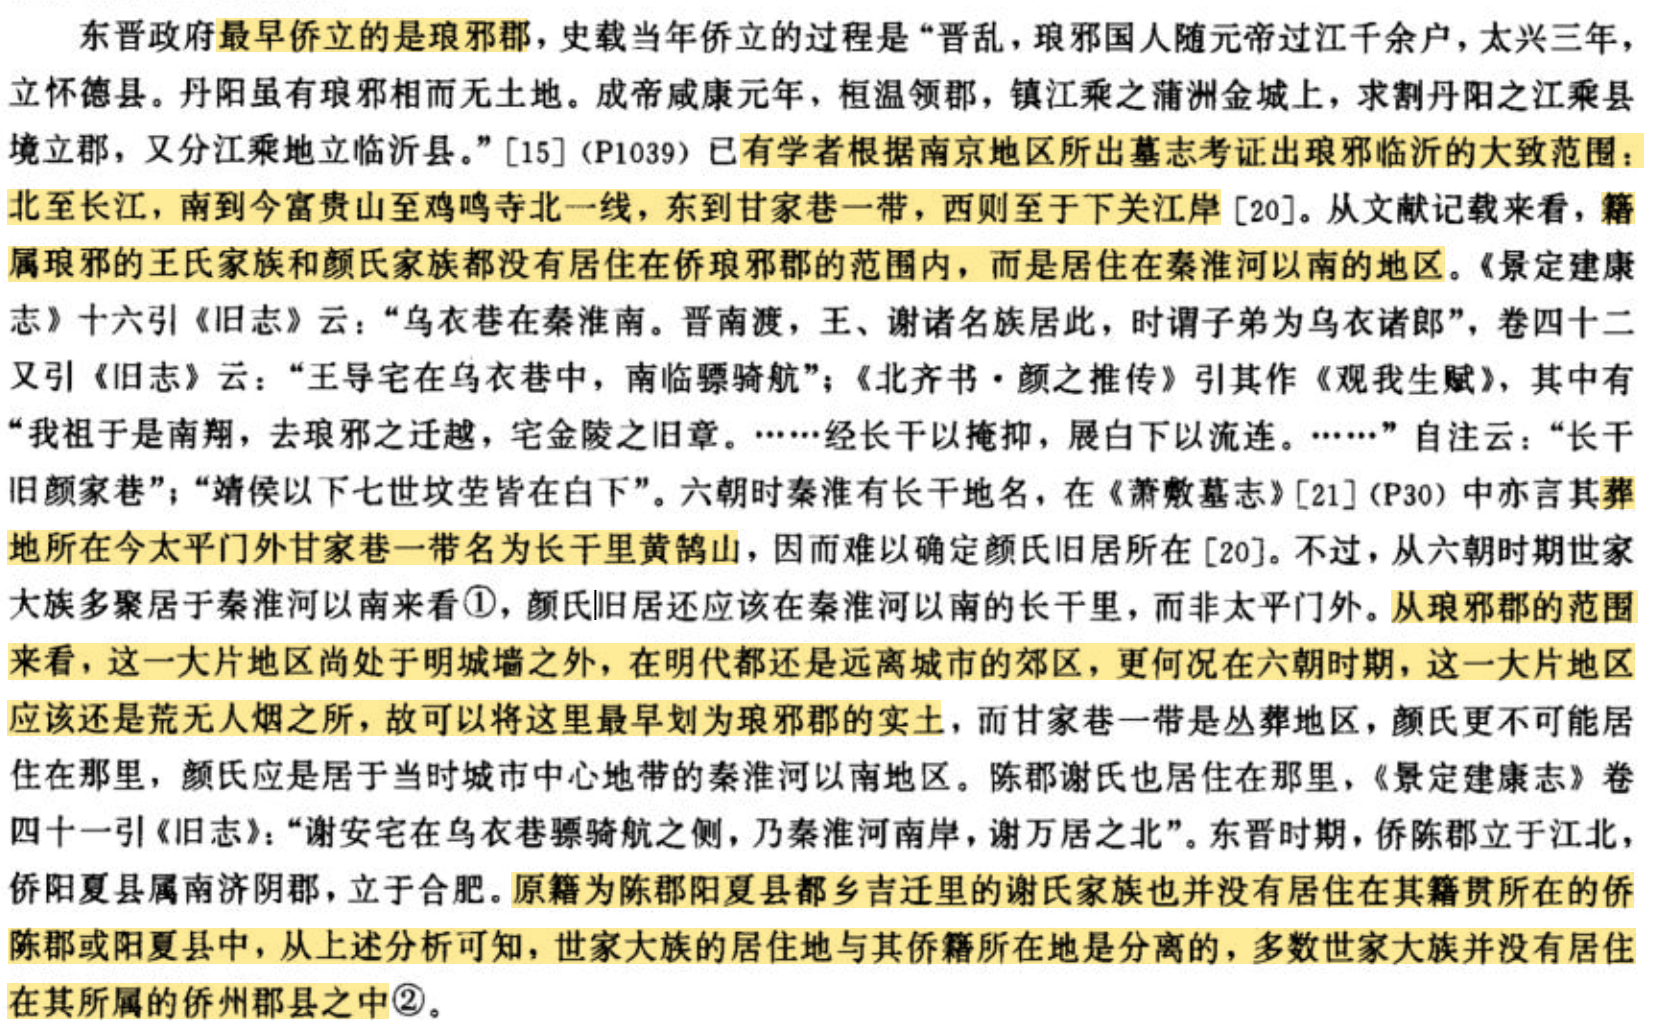 东晋政府最早侨立的是琅邪郡，史载当年侨立的过程是“晋乱，琅邪国人随元帝过江千余户，太兴三年，
立怀德县。丹阳虽有琅邪相而无土地。成帝咸康元年，桓温领郡，镇江乘之蒲洲金城上，求割丹阳之江乘县
境立郡，又分江乘地立临沂县。”[15]（P1039）已有学者根据南京地区所出墓志考证出琅邪临沂的大致范围：
北至长江，南到今富贵山至鸡鸣寺北一线，东到甘家巷一带，西则至于下关江岸[20]。从文献记载来看，籍
属琅邪的王氏家族和颜氏家族都没有居住在侨琅邪郡的范围内，而是居住在秦淮河以南的地区。《景定建康
志》十六引《旧志》云：“乌衣巷在秦淮南。晋南渡，王、谢诸名族居此，时谓子弟为乌衣诸郎”，卷四十二
又引《旧志》云：“王导宅在乌衣巷中，南临骠骑航”；《北齐书·颜之推传》引其作《观我生赋》，其中有
“我祖于是南翔，去琅邪之迁越，宅金陵之旧章。……经长干以掩抑，展白下以流连。……”自注云：“长干
旧颜家巷”；“靖侯以下七世坟茔皆在白下”。六朝时秦淮有长干地名，在《萧敷墓志》[21]（P30）中亦言其葬
地所在今太平门外甘家巷一带名为长干里黄鹄山，因而难以确定颜氏旧居所在[20]。不过，从六朝时期世家
大族多聚居于秦淮河以南来看①，颜氏旧居还应该在秦淮河以南的长干里，而非太平门外。从琅邪郡的范围
来看，这一大片地区尚处于明城墙之外，在明代都还是远离城市的郊区，更何况在六朝时期，这一大片地区
应该还是荒无人烟之所，故可以将这里最早划为琅邪郡的实土，而甘家巷一带是丛葬地区，颜氏更不可能居
住在那里，颜氏应是居于当时城市中心地带的秦淮河以南地区。陈郡谢氏也居住在那里，《景定建康志》卷
四十一引《旧志》：“谢安宅在乌衣巷骠骑航之侧，乃秦淮河南岸，谢万居之北”。东晋时期，侨陈郡立于江北，
侨阳夏县属南济阴郡，立于合肥。原籍为陈郡阳夏县都乡吉迁里的谢氏家族也并没有居住在其籍贯所在的侨
陈郡或阳夏县中，从上述分析可知，世家大族的居住地与其侨籍所在地是分离的，多数世家大族并没有居住
在其所属的侨州郡县之中②。